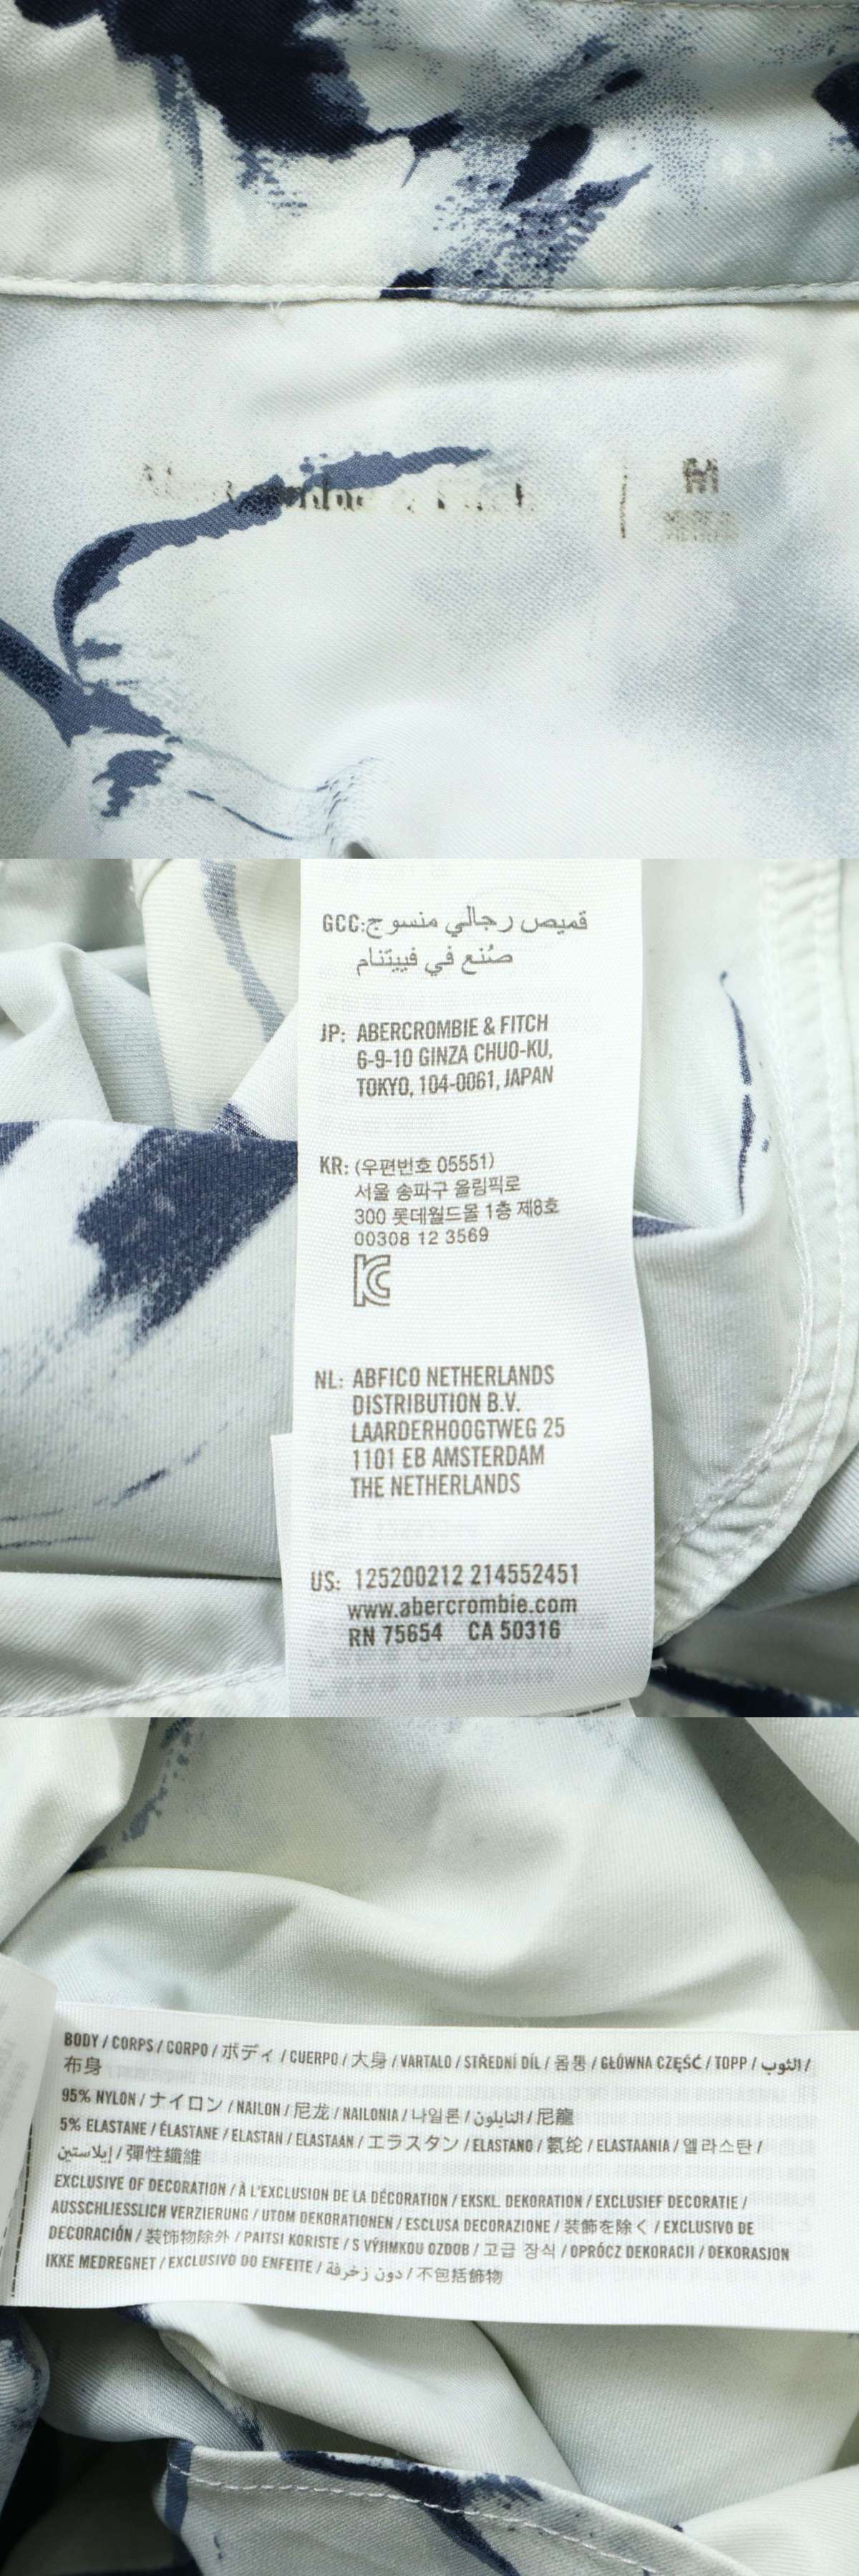 M
GCC: قميص رجالي منسوج
صُنع في فييتنام
JP: ABERCROMBIE & FITCH
6-9-10 GINZA CHUO-KU,
TOKYO, 104-0061, JAPAN
KR: (우편번호 05551)
서울 송파구 올림픽로
300 롯데월드몰 1층 제8호
00308 12 3569
NL: ABFICO NETHERLANDS
DISTRIBUTION B.V.
LAARDERHOOGTWEG 25
1101 EB AMSTERDAM
THE NETHERLANDS
US: 125200212 214552451
www.abercrombie.com
RN 75654 CA 50316
BODY / CORPS / CORPO / ボディ / CUERPO / 大身 / VARTALO / STŘEDNÍ DÍL / 몸통 / GŁÓWNA CZĘŚĆ / TOPP / الثوب /
布身
95% NYLON / ナイロン / NAILON / 尼龙 / NAILONIA / 나일론 / النايلون / 尼龍
5% ELASTANE / ÉLASTANE / ELASTAN / ELASTAAN / エラスタン / ELASTANO / 氨纶 / ELASTAANIA / 엘라스탄 /
إيلاستين / 彈性纖維
EXCLUSIVE OF DECORATION / À L'EXCLUSION DE LA DÉCORATION / EKSKL. DEKORATION / EXCLUSIEF DECORATIE /
AUSSCHLIESSLICH VERZIERUNG / UTOM DEKORATIONEN / ESCLUSA DECORAZIONE / 装飾を除く / EXCLUSIVO DE
DECORACIÓN / 装饰物除外 / PAITSI KORISTE / S VÝJIMKOU OZDOB / 고급 장식 / OPRÓCZ DEKORACJI / DEKORASJON
IKKE MEDREGNET / EXCLUSIVO DO ENFEITE / دون زخرفة / 不包括飾物